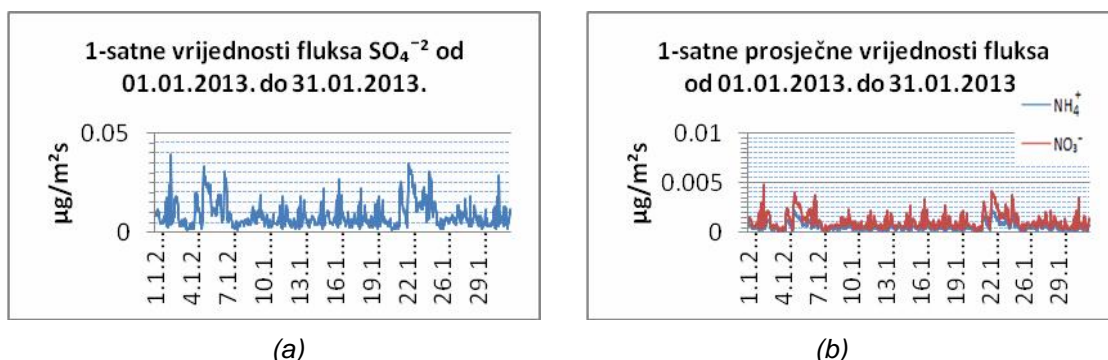 1-satne vrijednosti fluksa SO₄⁻² od
01.01.2013. do 31.01.2013.
0.05
0
µg/m²s
1.1.2
4.1.2
7.1.2
10.1.
13.1.
16.1.
19.1.
22.1.
26.1.
29.1.
(a)
1-satne prosječne vrijednosti fluksa
od 01.01.2013. do 31.01.2013
NH₄⁺
NO₃⁻
0.01
0.005
0
µg/m²s
1.1.2
4.1.2
7.1.2
10.1.
13.1.
16.1.
19.1.
22.1.
26.1.
29.1.
(b)